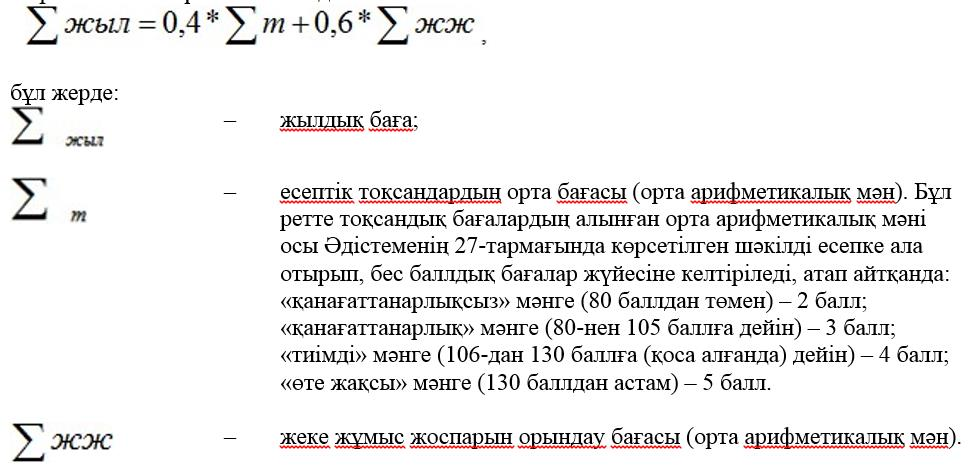 ∑ жыл = 0,4 * ∑ т + 0,6 * ∑ жж ,
бұл жерде:
∑ жыл – жылдық баға;
∑ т – есептік тоқсандардың орта бағасы (орта арифметикалық мән). Бұл
ретте тоқсандық бағалардың алынған орта арифметикалық мәні
осы Әдістеменің 27-тармағында көрсетілген шәкілді есепке ала
отырып, бес баллдық бағалар жүйесіне келтіріледі, атап айтқанда:
«қанағаттанарлықсыз» мәнге (80 баллдан төмен) – 2 балл;
«қанағаттанарлық» мәнге (80-нен 105 баллға дейін) – 3 балл;
«тиімді» мәнге (106-дан 130 баллға (қоса алғанда) дейін) – 4 балл;
«өте жақсы» мәнге (130 баллдан астам) – 5 балл.
∑ жж – жеке жұмыс жоспарын орындау бағасы (орта арифметикалық мән).